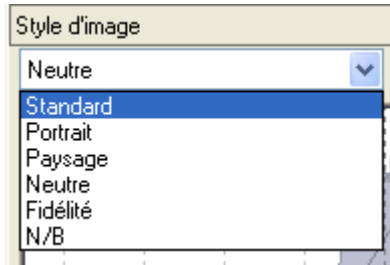 Style d'image
Neutre
Standard
Portrait
Paysage
Neutre
Fidélité
N/B